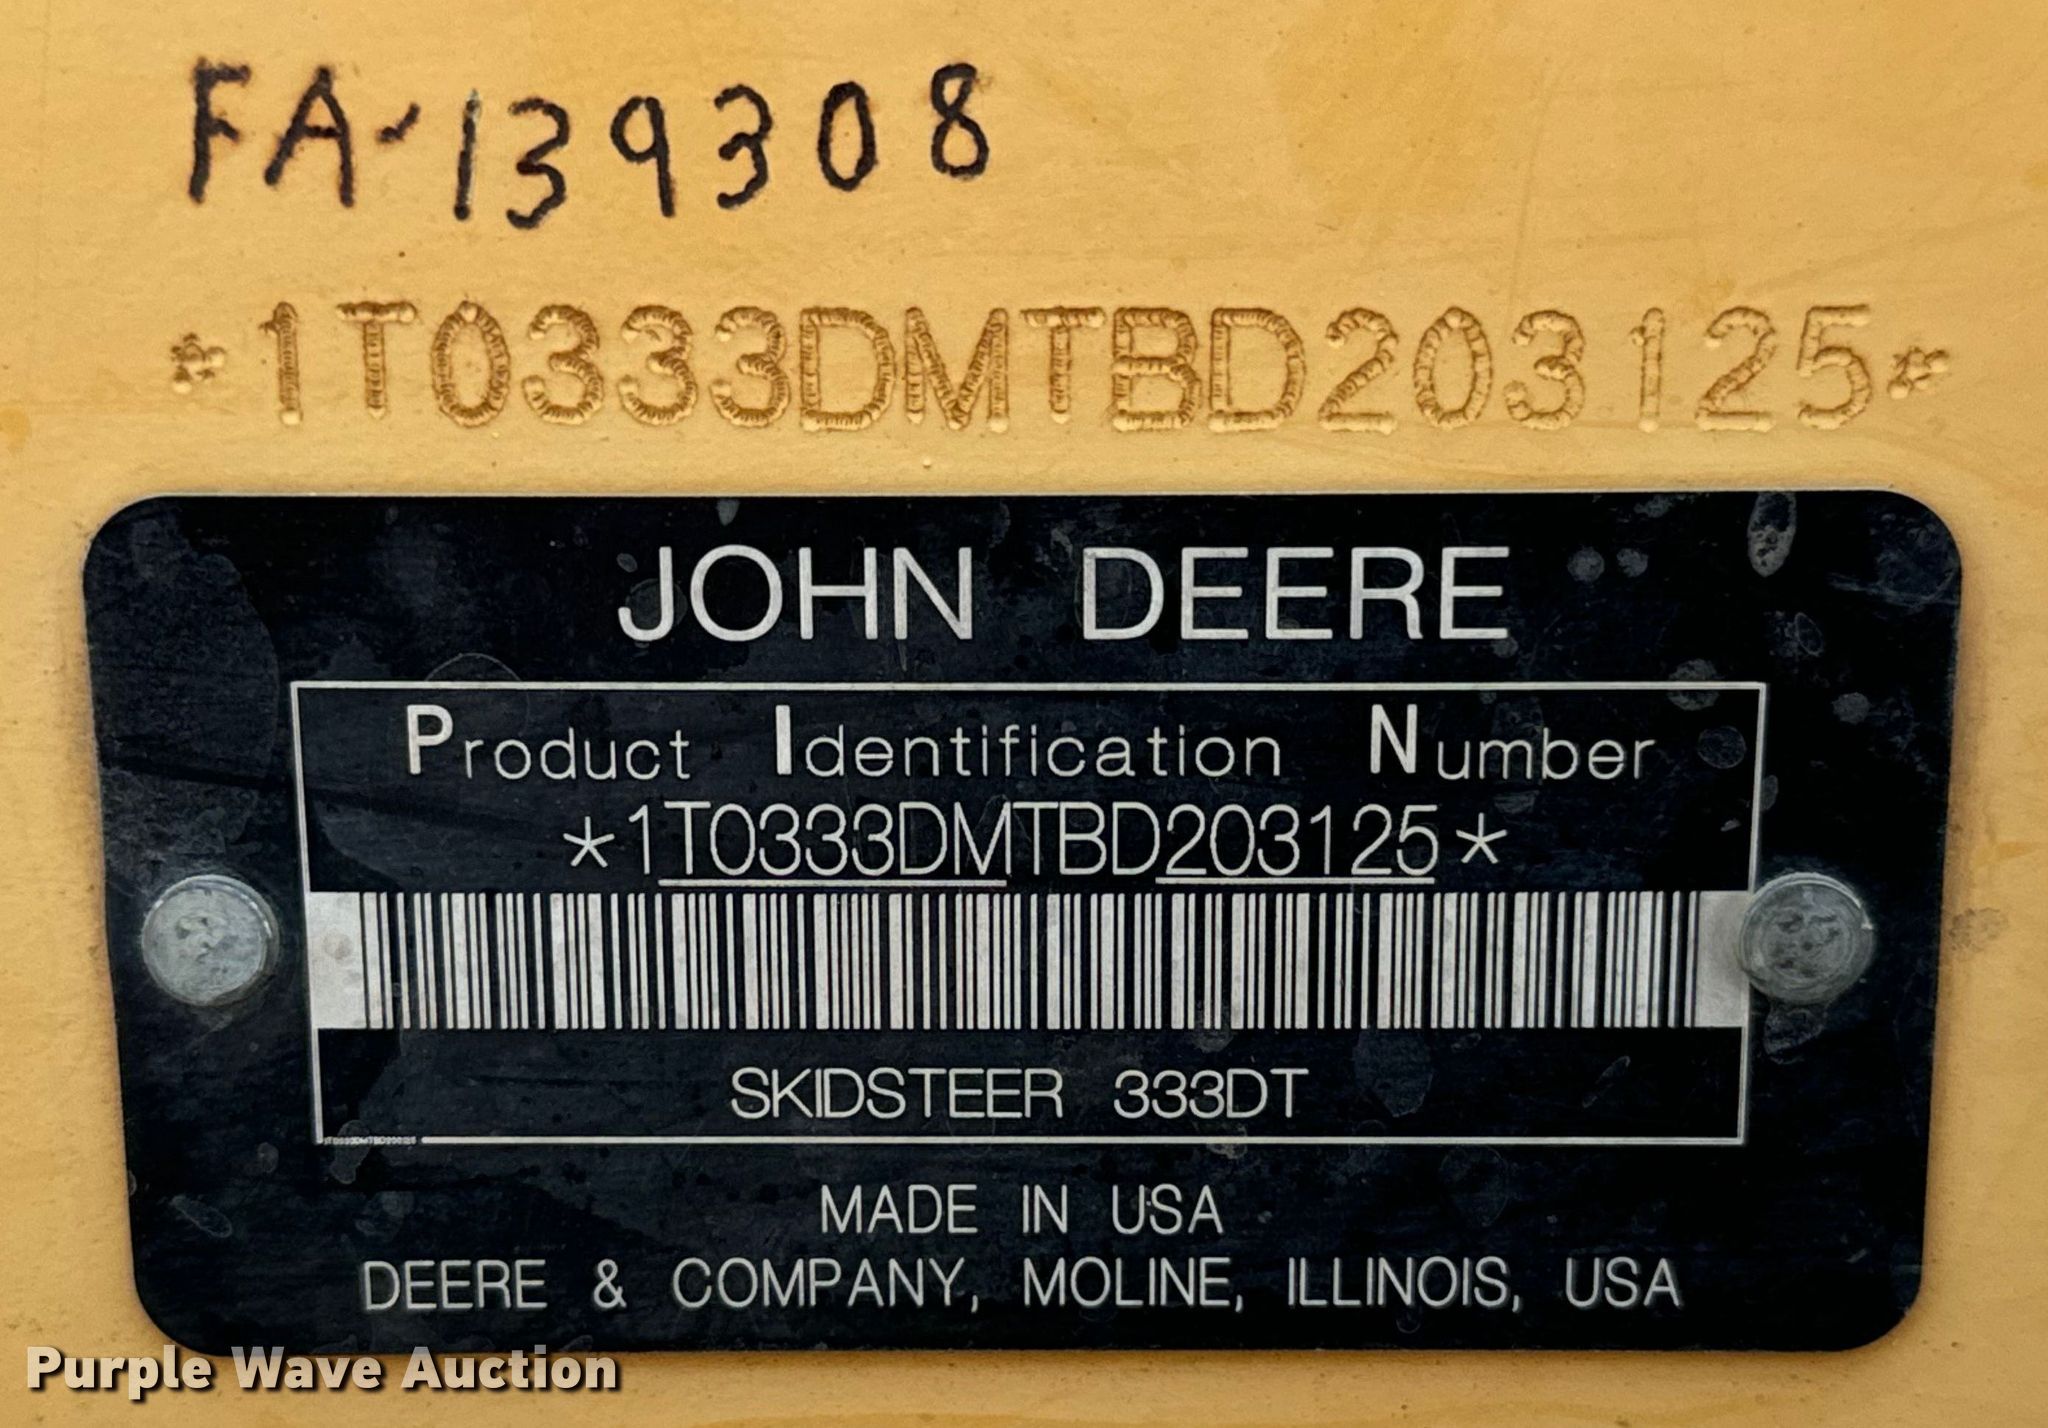 FA-139308
*1T0333DMTBD203125*
JOHN DEERE
Product Identification Number
*1T0333DMTBD203125*
SKIDSTEER 333DT
1T0333DMTBD203125
MADE IN USA
DEERE & COMPANY, MOLINE, ILLINOIS, USA
Purple Wave Auction